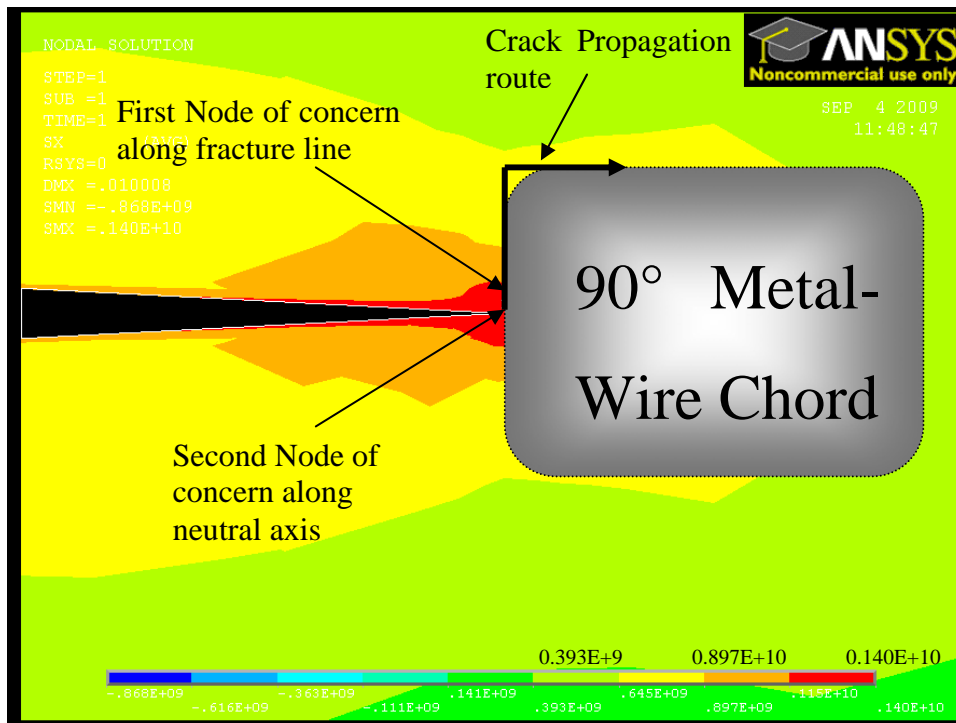 NODAL SOLUTION
STEP=1
SUB =1
TIME=1
SX (AVG)
RSYS=0
DMX =.010008
SMN =-.868E+09
SMX =.140E+10
Crack Propagation
route
ANSYS
Noncommercial use only
SEP 4 2009
11:48:47
First Node of concern
along fracture line
90° Metal-
Wire Chord
Second Node of
concern along
neutral axis
0.393E+9 0.897E+10 0.140E+10
-.868E+09 -.363E+09 .141E+09 .645E+09 .115E+10
-.616E+09 -.111E+09 .393E+09 .897E+09 .140E+10